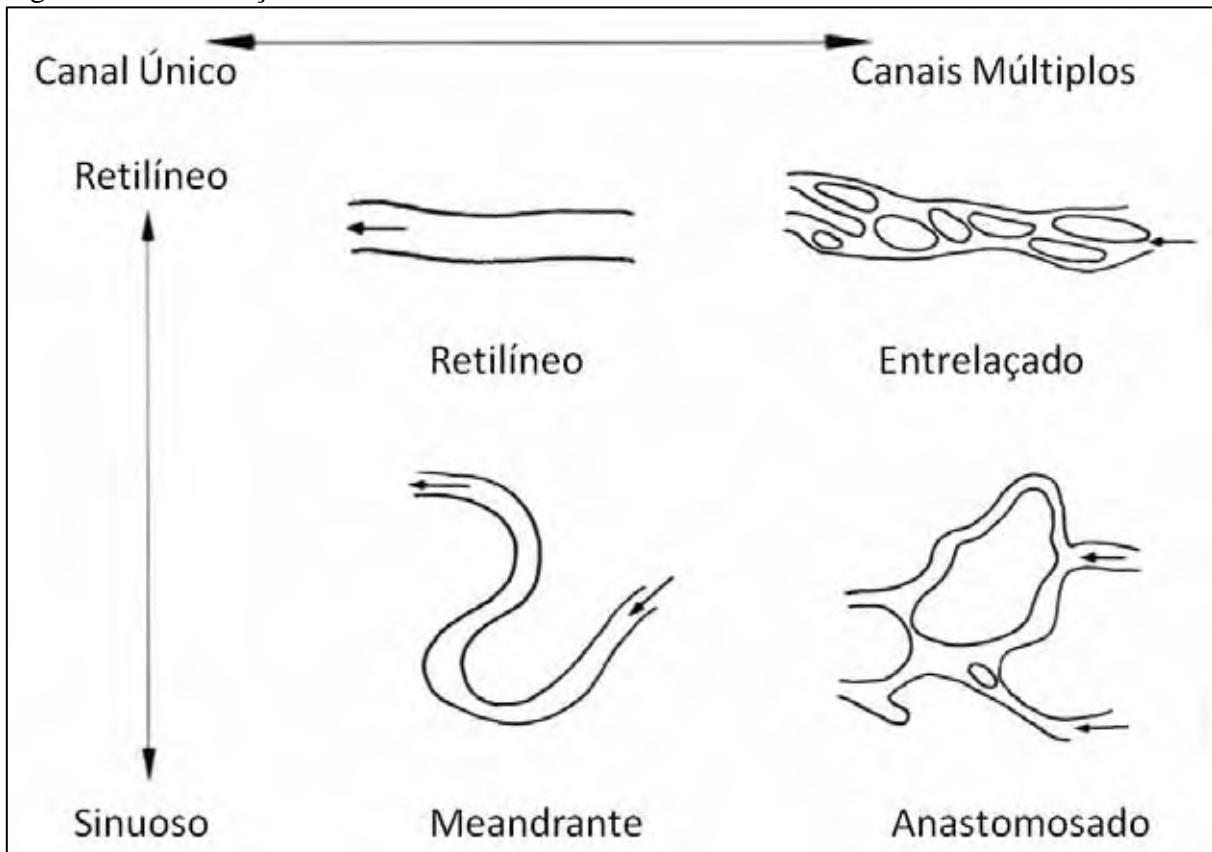 Canal Único
Canais Múltiplos
Retilíneo
Retilíneo
Entrelaçado
Sinuoso
Meandrante
Anastomosado